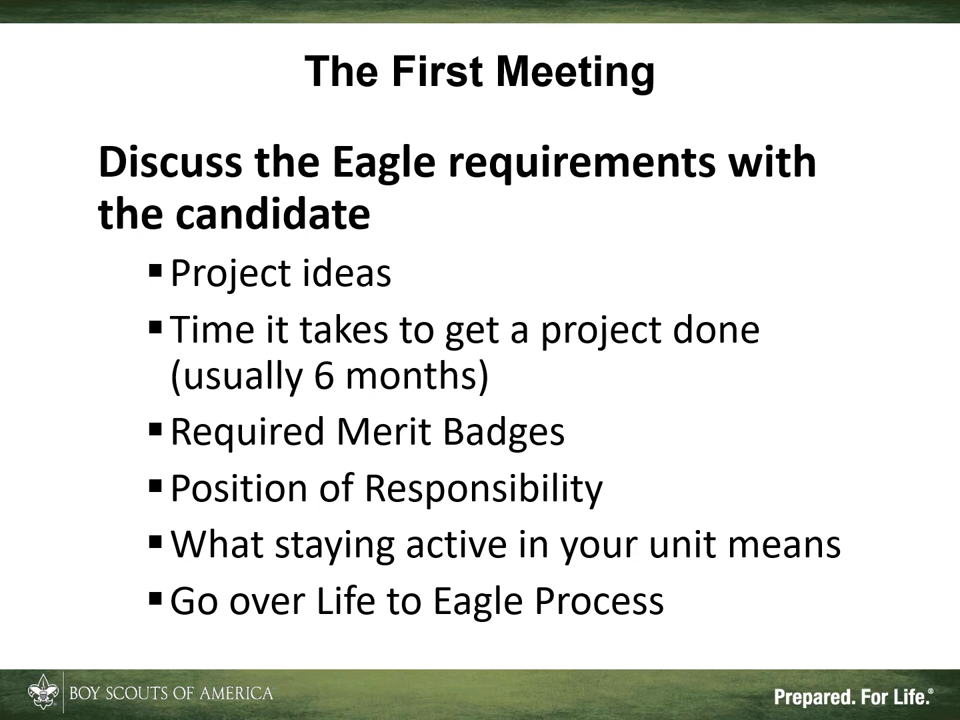 The First Meeting
Discuss the Eagle requirements with
the candidate
▪Project ideas
▪Time it takes to get a project done
(usually 6 months)
▪Required Merit Badges
▪Position of Responsibility
▪What staying active in your unit means
▪Go over Life to Eagle Process
BOY SCOUTS OF AMERICA
Prepared. For Life.®